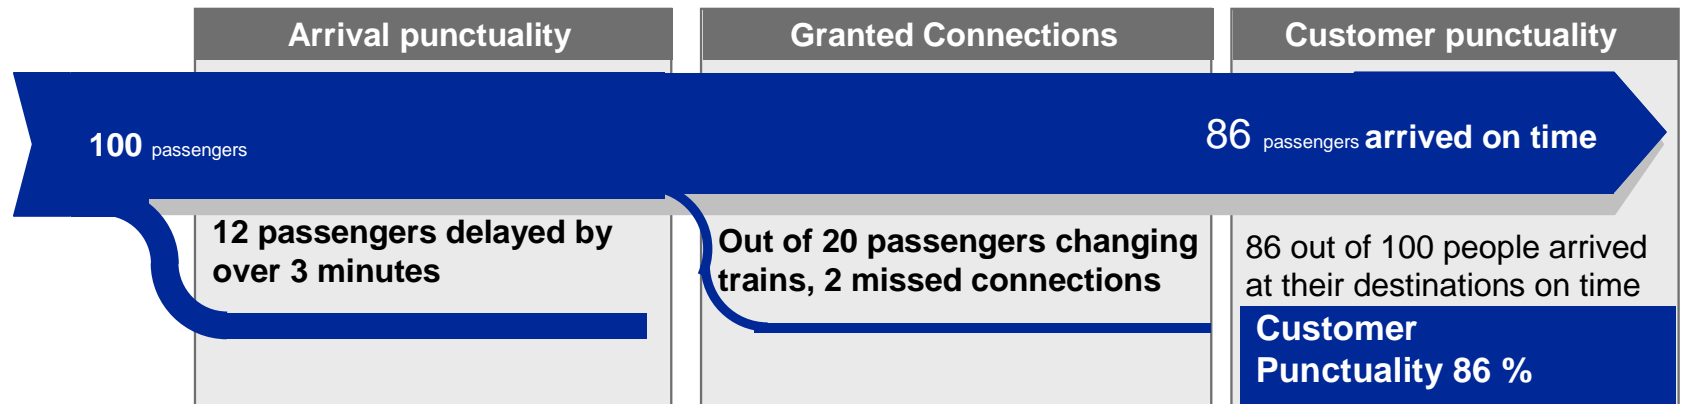 Arrival punctuality
Granted Connections
Customer punctuality
100 passengers
86 passengers arrived on time
12 passengers delayed by
over 3 minutes
Out of 20 passengers changing
trains, 2 missed connections
86 out of 100 people arrived
at their destinations on time
Customer
Punctuality 86 %